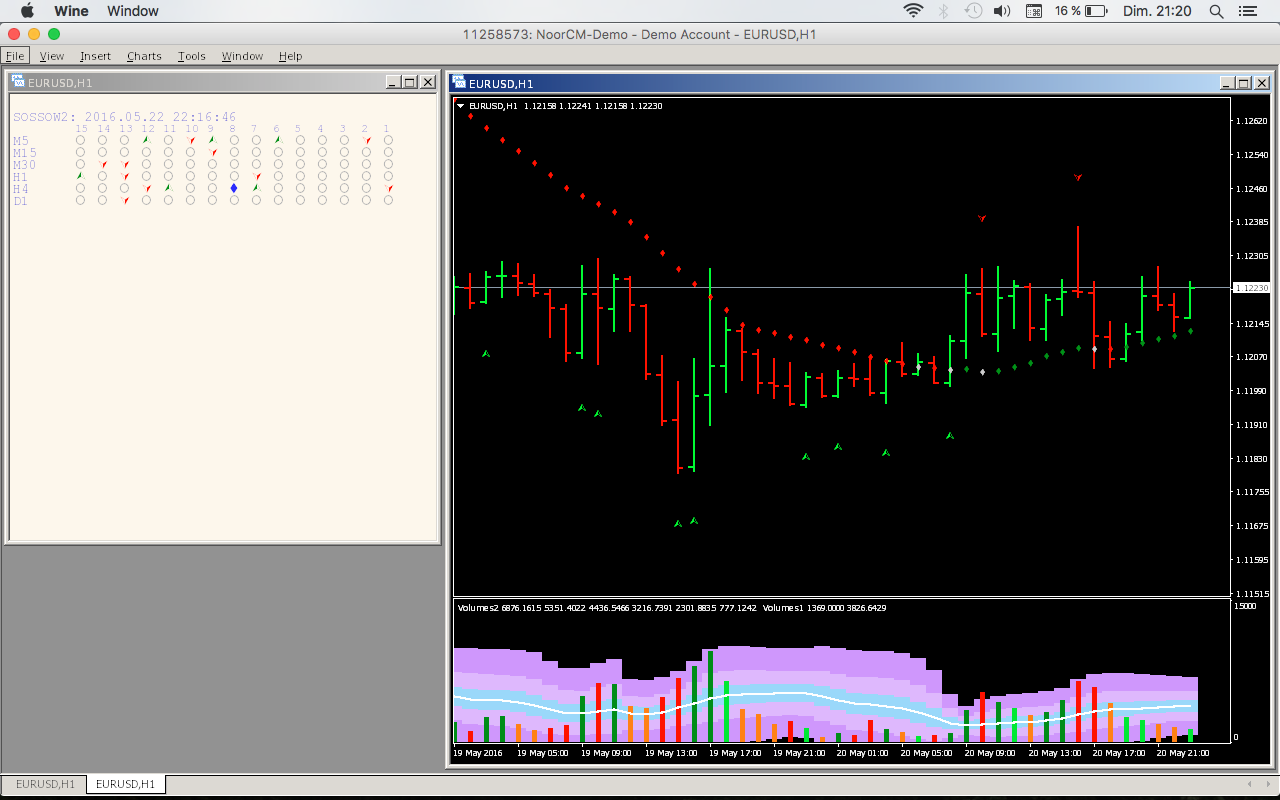 Wine Window 16 % Dim. 21:20
11258573: NoorCM-Demo - Demo Account - EURUSD,H1
File View Insert Charts Tools Window Help
EURUSD,H1
SOSSOW2: 2016.05.22 22:16:46
15 14 13 12 11 10 9 8 7 6 5 4 3 2 1
M5
M15
M30
H1
H4
D1
EURUSD,H1
EURUSD,H1 1.12158 1.12241 1.12158 1.12230
1.12620
1.12540
1.12460
1.12385
1.12305
1.12230
1.12145
1.12070
1.11990
1.11910
1.11830
1.11755
1.11675
1.11595
1.11515
Volumes2 6876.1615 5351.4022 4436.5466 3216.7391 2301.8835 777.1242 Volumes1 1369.0000 3826.6429
15000
0
19 May 2016 19 May 05:00 19 May 09:00 19 May 13:00 19 May 17:00 19 May 21:00 20 May 01:00 20 May 05:00 20 May 09:00 20 May 13:00 20 May 17:00 20 May 21:00
EURUSD,H1 EURUSD,H1